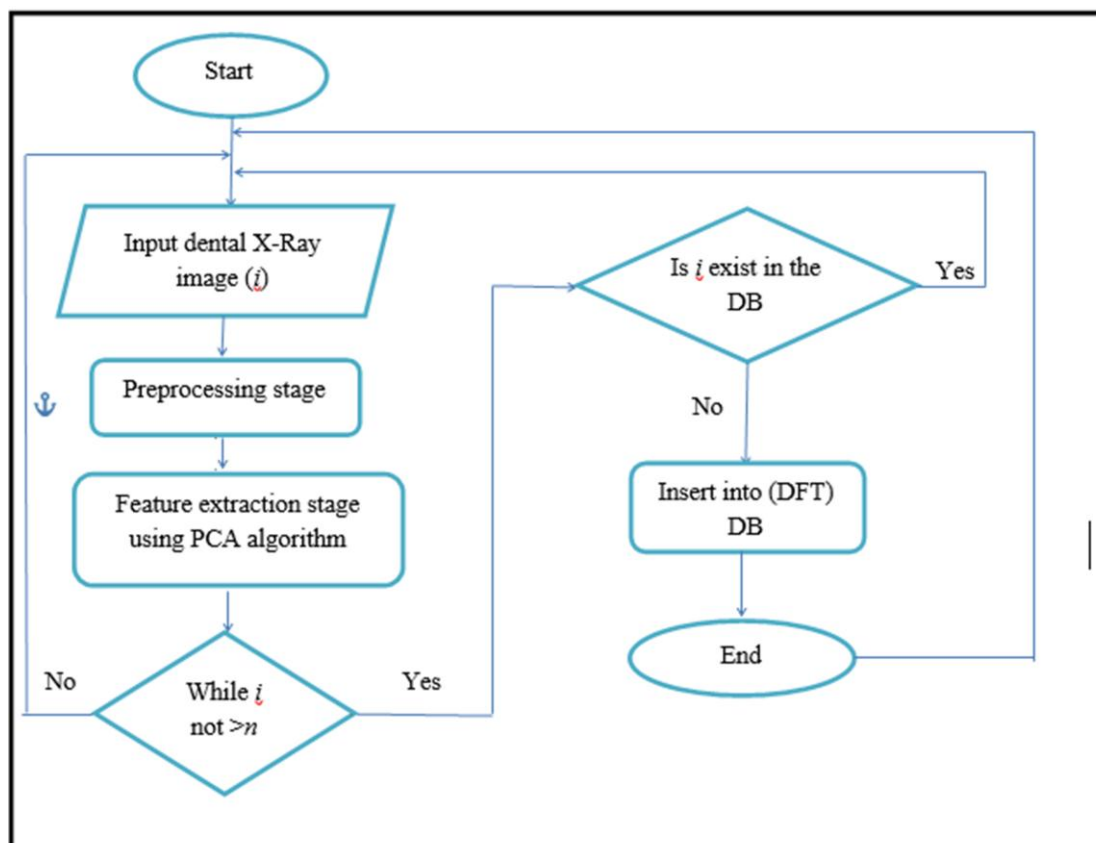 Start
Input dental X-Ray
image (i)
Preprocessing stage
Feature extraction stage
using PCA algorithm
While i
not >n
No
Yes
Is i exist in the
DB
Yes
No
Insert into (DFT)
DB
End